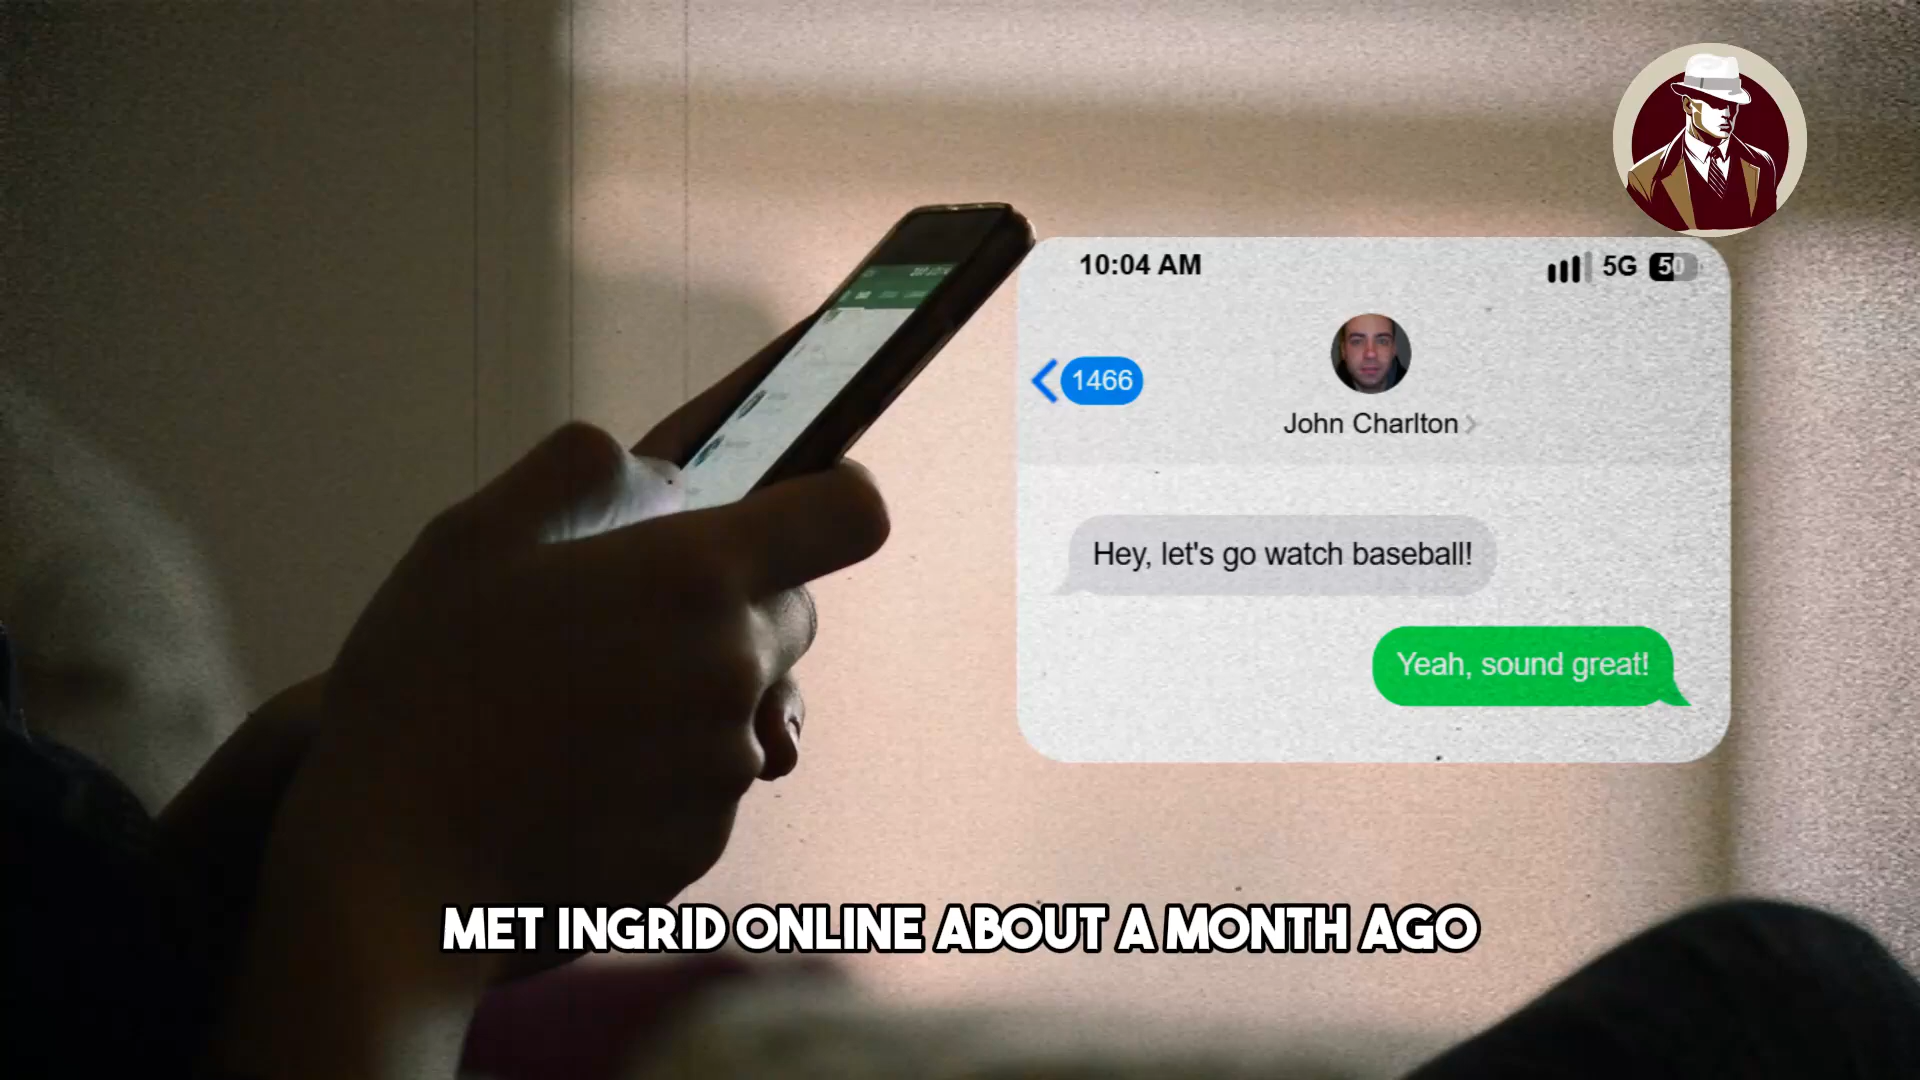 10:04 AM
5G
50
1466
John Charlton
Hey, let's go watch baseball!
Yeah, sound great!
MET INGRID ONLINE ABOUT A MONTH AGO